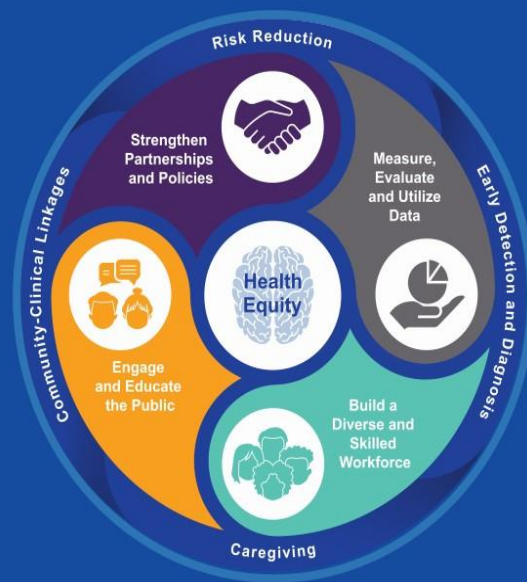 Risk Reduction
Strengthen
Partnerships
and Policies
Measure,
Evaluate
and Utilize
Data
Community-Clinical Linkages
Early Detection and Diagnosis
Health
Equity
Engage
and Educate
the Public
Build a
Diverse and
Skilled
Workforce
Caregiving